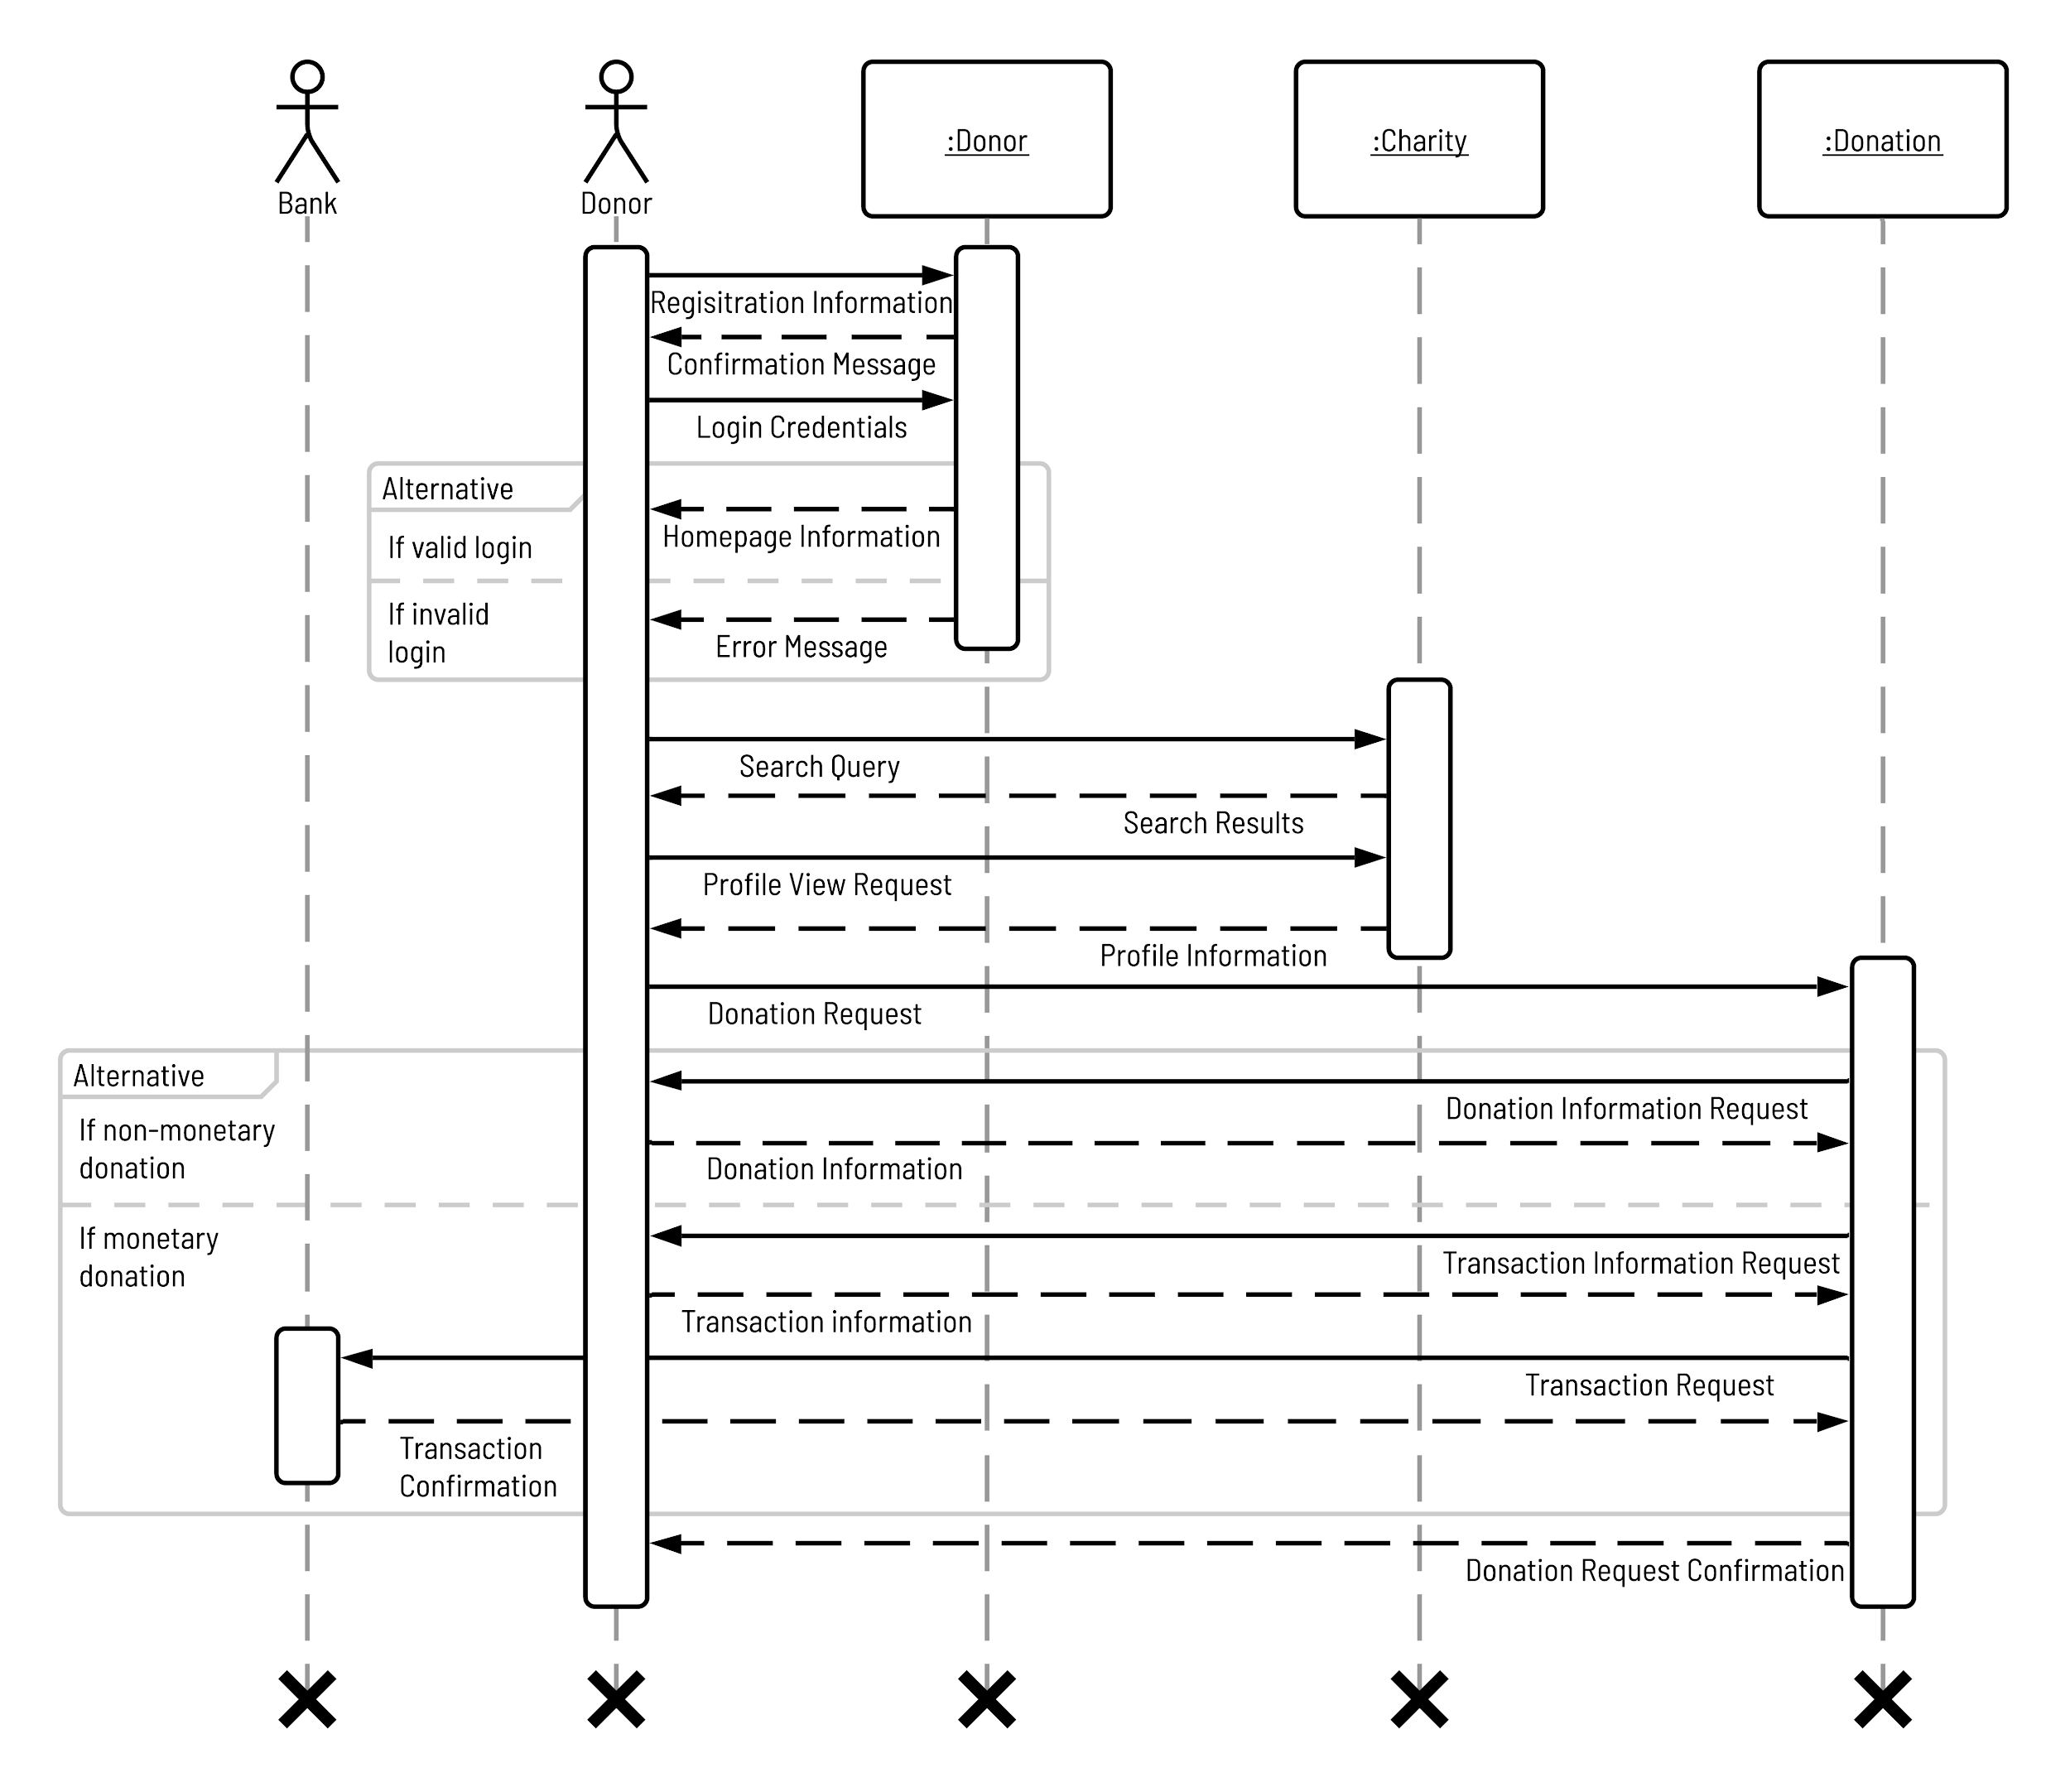 Bank
Donor
:Donor
:Charity
:Donation
Regisitration Information
Confirmation Message
Login Credentials
Alternative
Homepage Information
If valid login
If invalid
login
Error Message
Search Query
Search Results
Profile View Request
Profile Information
Donation Request
Alternative
Donation Information Request
If non-monetary
donation
Donation Information
If monetary
donation
Transaction Information Request
Transaction information
Transaction Request
Transaction
Confirmation
Donation Request Confirmation